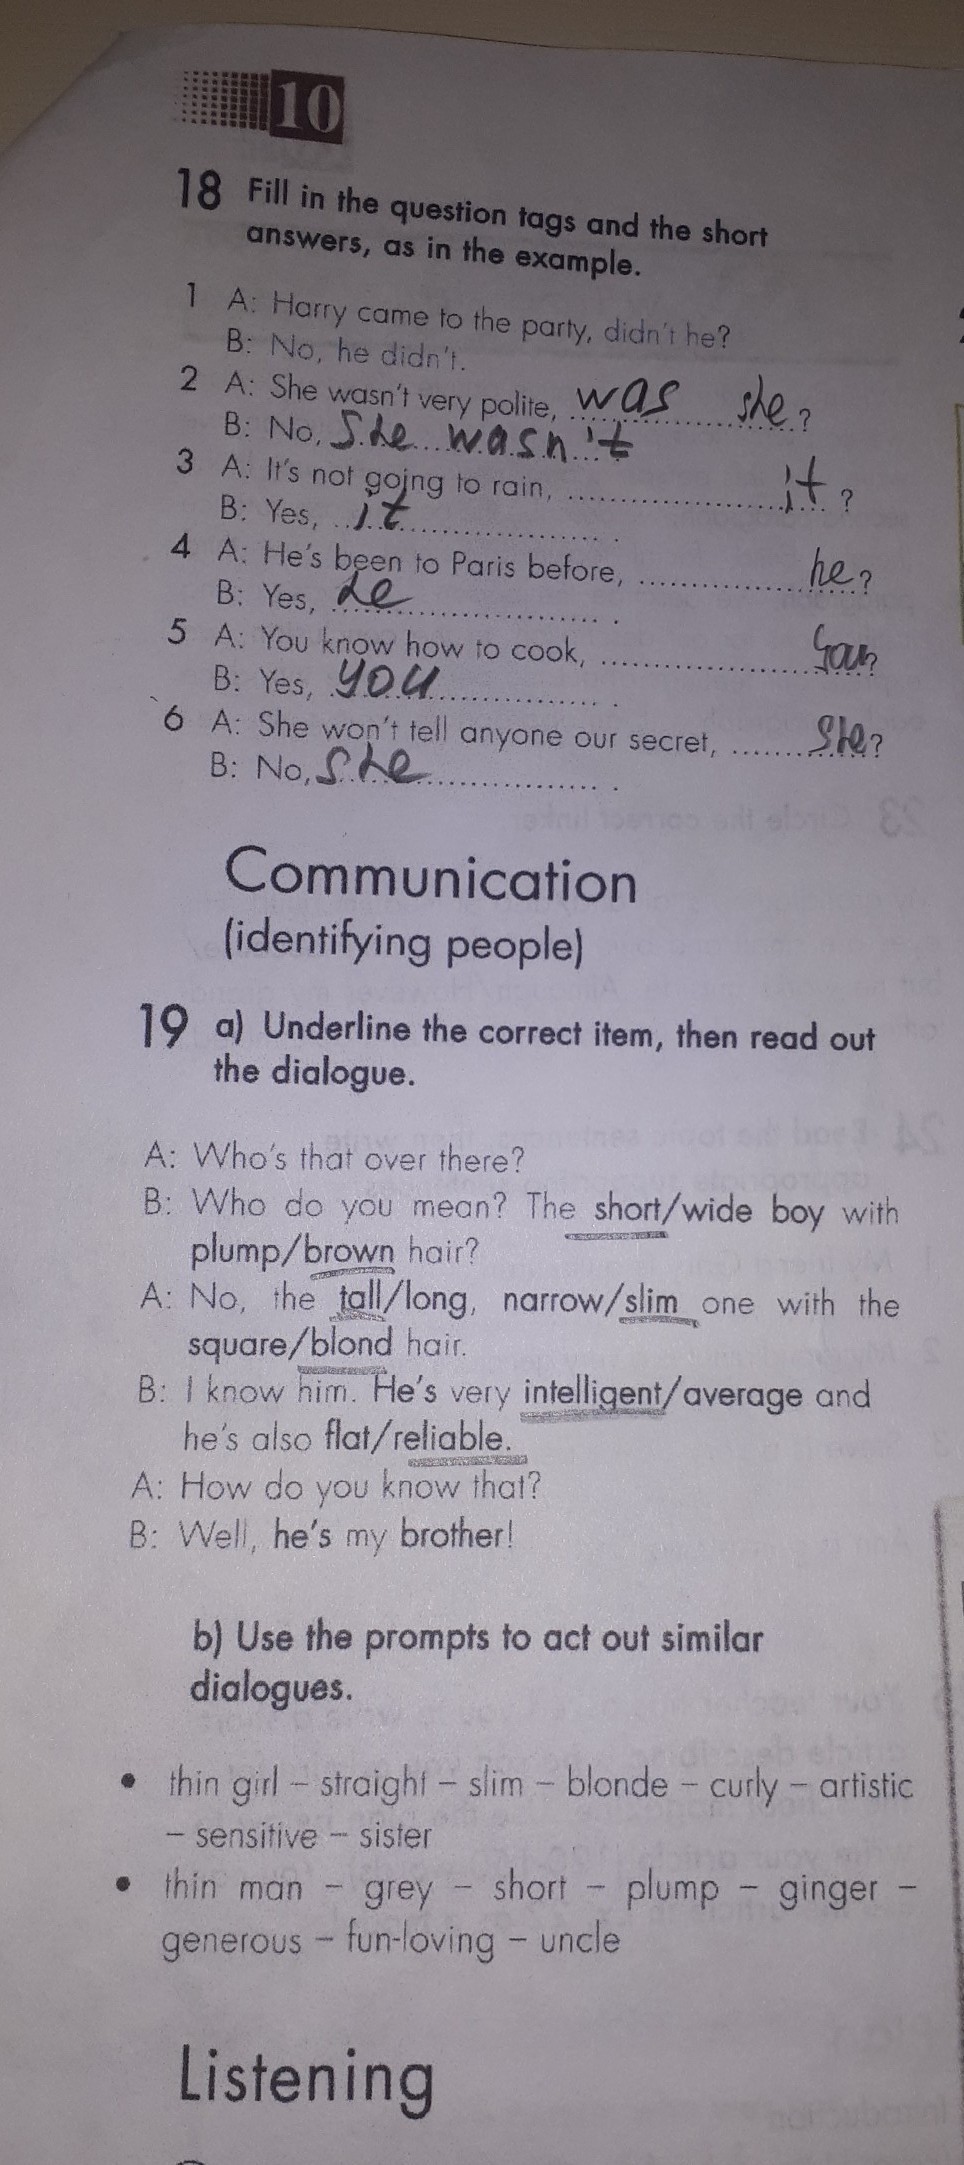 10
18 Fill in the question tags and the short
answers, as in the example.
1 A: Harry came to the party, didn't he?
B: No, he didn't.
2 A: She wasn't very polite, was she?
B: No, She wasn't
3 A: It's not going to rain, .................... it?
B: Yes, it .................... .
4 A: He's been to Paris before, .................... he?
B: Yes, he .................... .
5 A: You know how to cook, .................... you?
B: Yes, you .................... .
6 A: She won't tell anyone our secret, ........ she?
B: No, she .................... .
Communication
(identifying people)
19 a) Underline the correct item, then read out
the dialogue.
A: Who's that over there?
B: Who do you mean? The short/wide boy with
plump/brown hair?
A: No, the tall/long, narrow/slim one with the
square/blond hair.
B: I know him. He's very intelligent/average and
he's also flat/reliable.
A: How do you know that?
B: Well, he's my brother!
b) Use the prompts to act out similar
dialogues.
• thin girl – straight – slim – blonde – curly – artistic
– sensitive – sister
• thin man – grey – short – plump – ginger –
generous – fun-loving – uncle
Listening